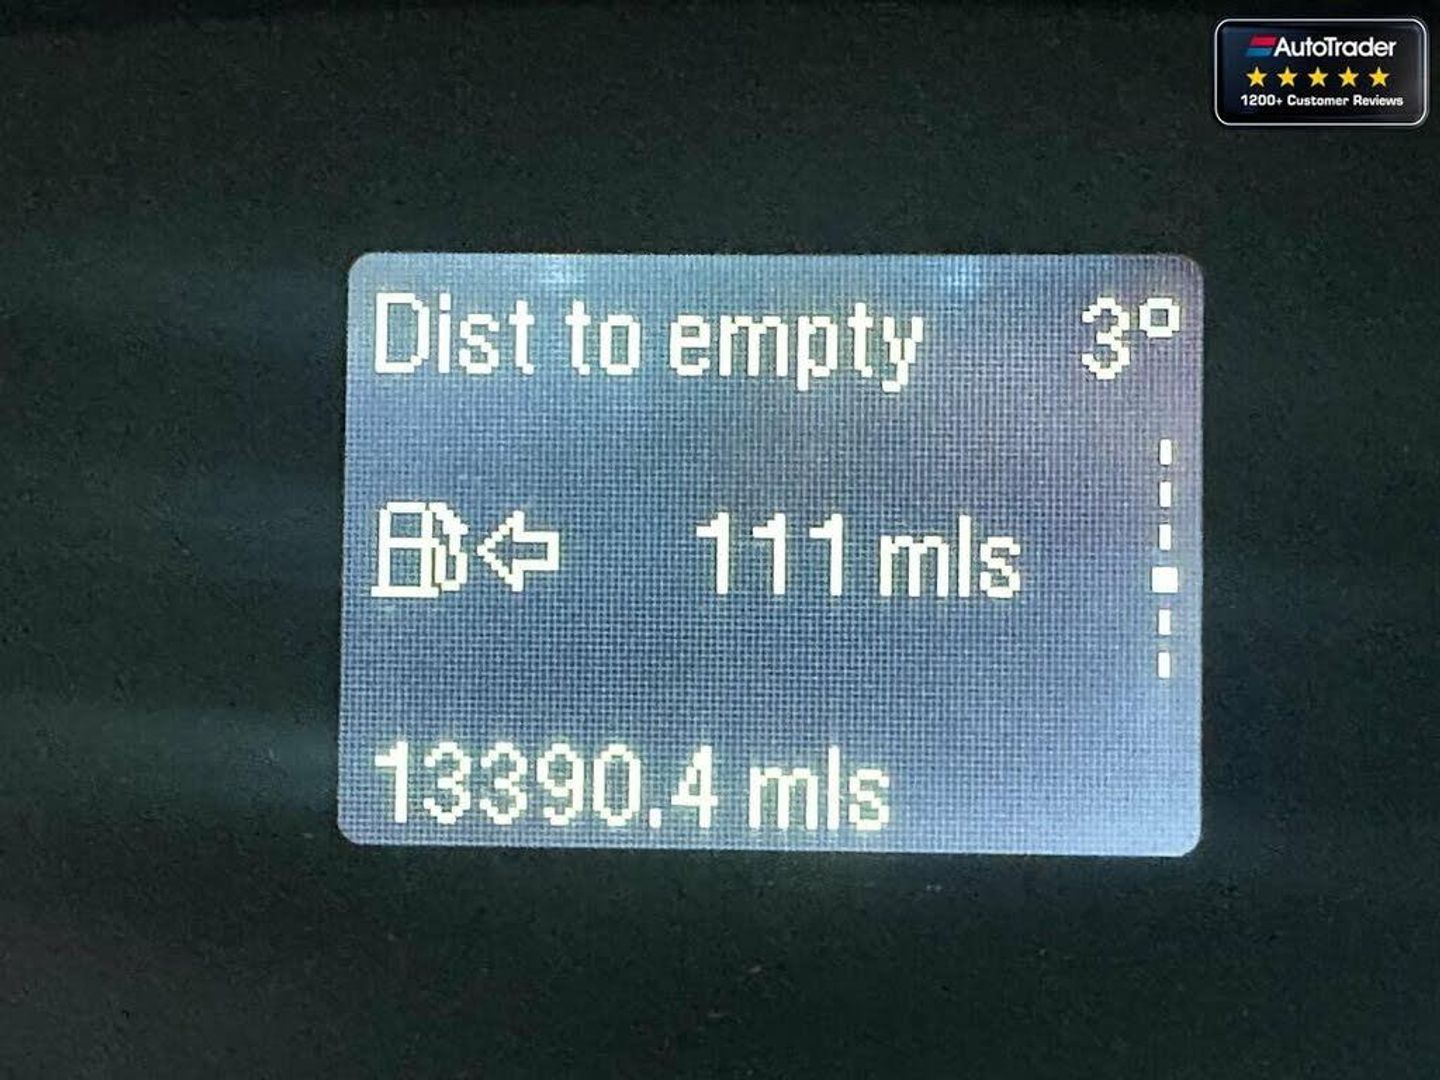 AutoTrader
1200+ Customer Reviews
Dist to empty 3°
111 mls
13390.4 mls